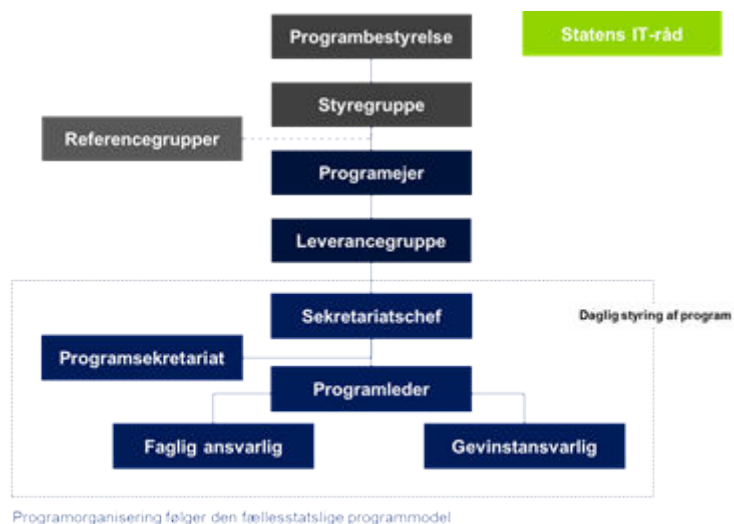 Programbestyrelse
Statens IT-råd
Styregruppe
Referencegrupper
Programejer
Leverancegruppe
Sekretariatschef
Daglig styring af program
Programsekretariat
Programleder
Faglig ansvarlig
Gevinstansvarlig
Programorganisering følger den fællesstatslige programmodel